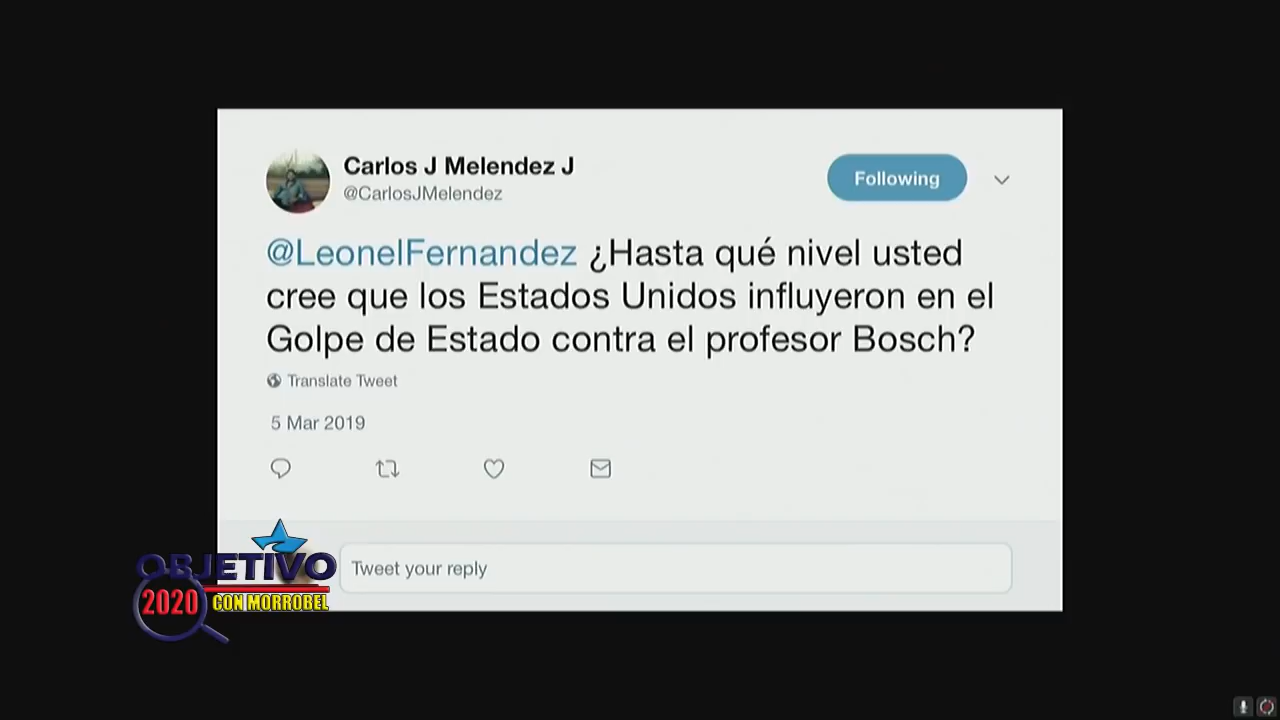 Carlos J Melendez J
@CarlosJMelendez
Following
@LeonelFernandez ¿Hasta qué nivel usted
cree que los Estados Unidos influyeron en el
Golpe de Estado contra el profesor Bosch?
Translate Tweet
5 Mar 2019
Tweet your reply
OBJETIVO
2020
CON MORROBEL